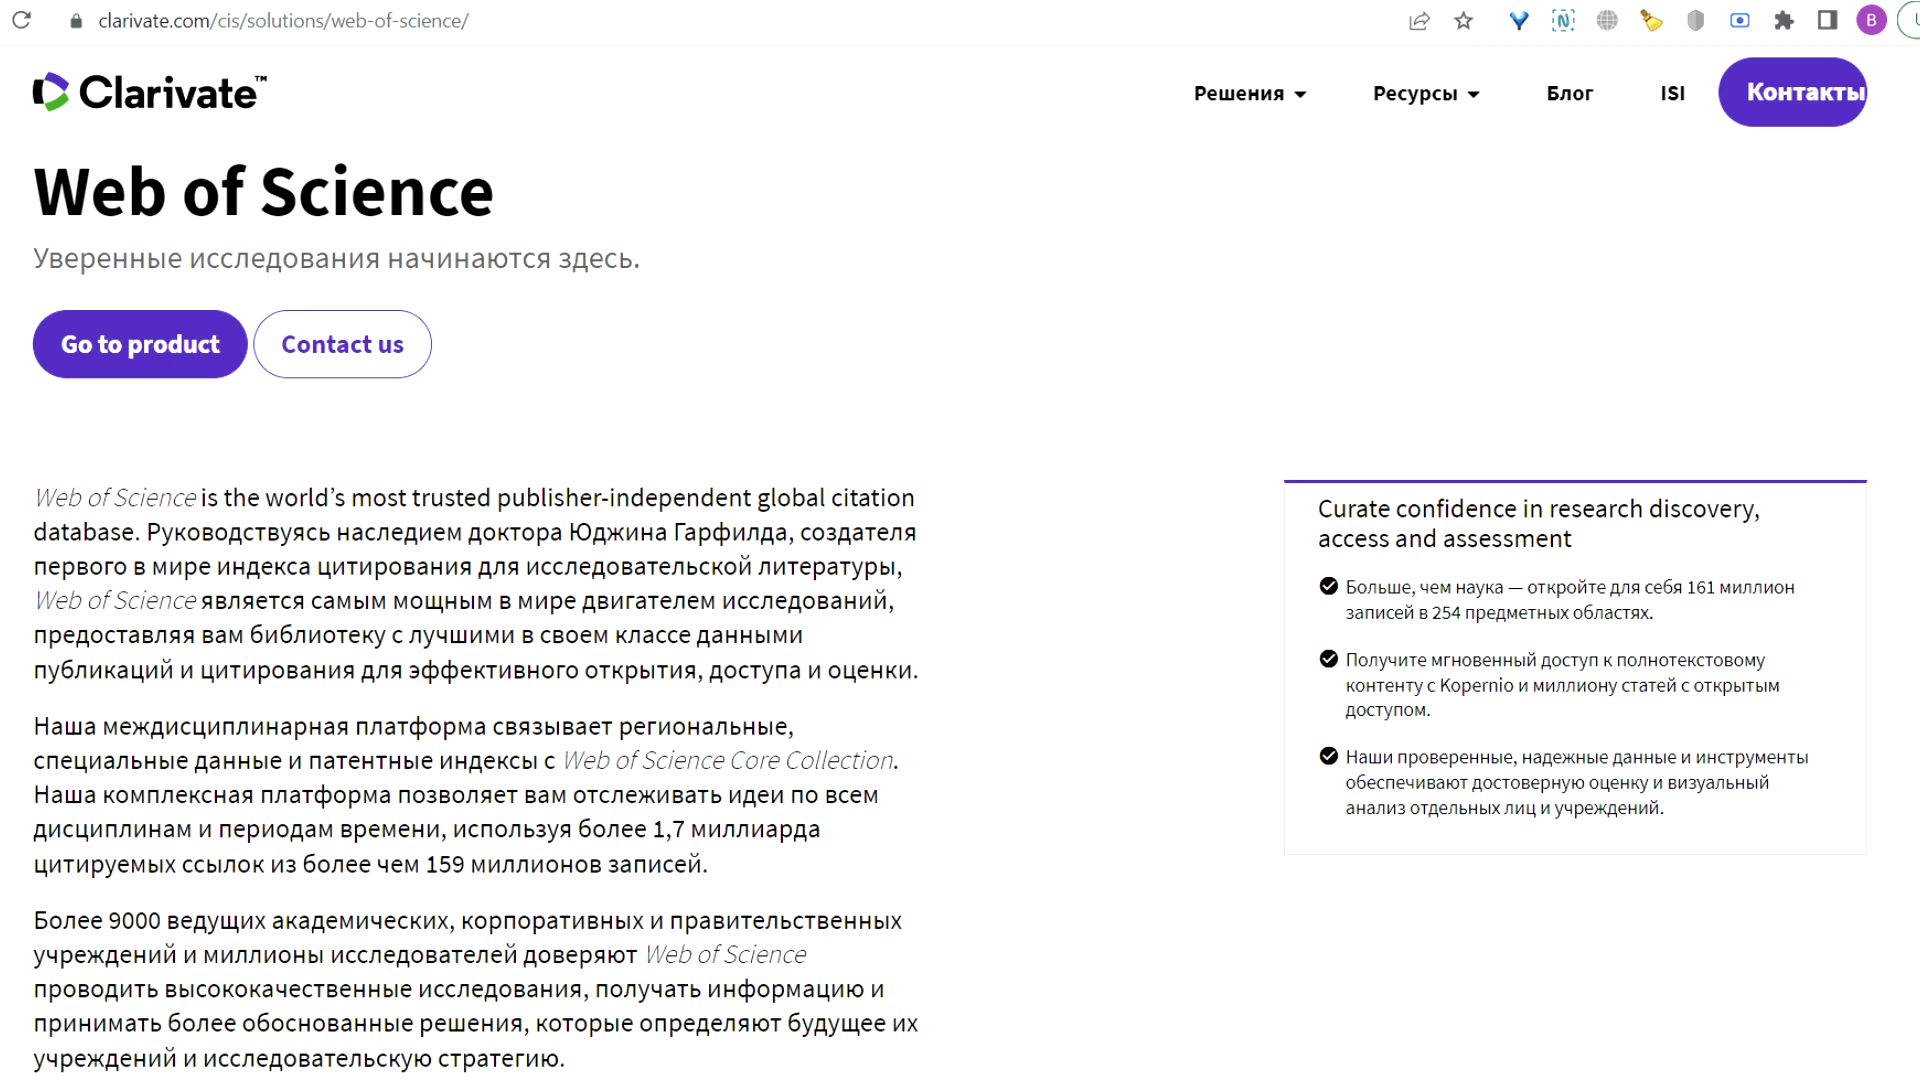 clarivate.com/cis/solutions/web-of-science/
B
Clarivate™
Решения
Ресурсы
Блог
ISI
Контакты
Web of Science
Уверенные исследования начинаются здесь.
Go to product
Contact us
Web of Science is the world’s most trusted publisher-independent global citation
database. Руководствуясь наследием доктора Юджина Гарфилда, создателя
первого в мире индекса цитирования для исследовательской литературы,
Web of Science является самым мощным в мире двигателем исследований,
предоставляя вам библиотеку с лучшими в своем классе данными
публикаций и цитирования для эффективного открытия, доступа и оценки.
Наша междисциплинарная платформа связывает региональные,
специальные данные и патентные индексы с Web of Science Core Collection.
Наша комплексная платформа позволяет вам отслеживать идеи по всем
дисциплинам и периодам времени, используя более 1,7 миллиарда
цитируемых ссылок из более чем 159 миллионов записей.
Более 9000 ведущих академических, корпоративных и правительственных
учреждений и миллионы исследователей доверяют Web of Science
проводить высококачественные исследования, получать информацию и
принимать более обоснованные решения, которые определяют будущее их
учреждений и исследовательскую стратегию.
Curate confidence in research discovery,
access and assessment
Больше, чем наука — откройте для себя 161 миллион
записей в 254 предметных областях.
Получите мгновенный доступ к полнотекстовому
контенту с Kopernio и миллиону статей с открытым
доступом.
Наши проверенные, надежные данные и инструменты
обеспечивают достоверную оценку и визуальный
анализ отдельных лиц и учреждений.